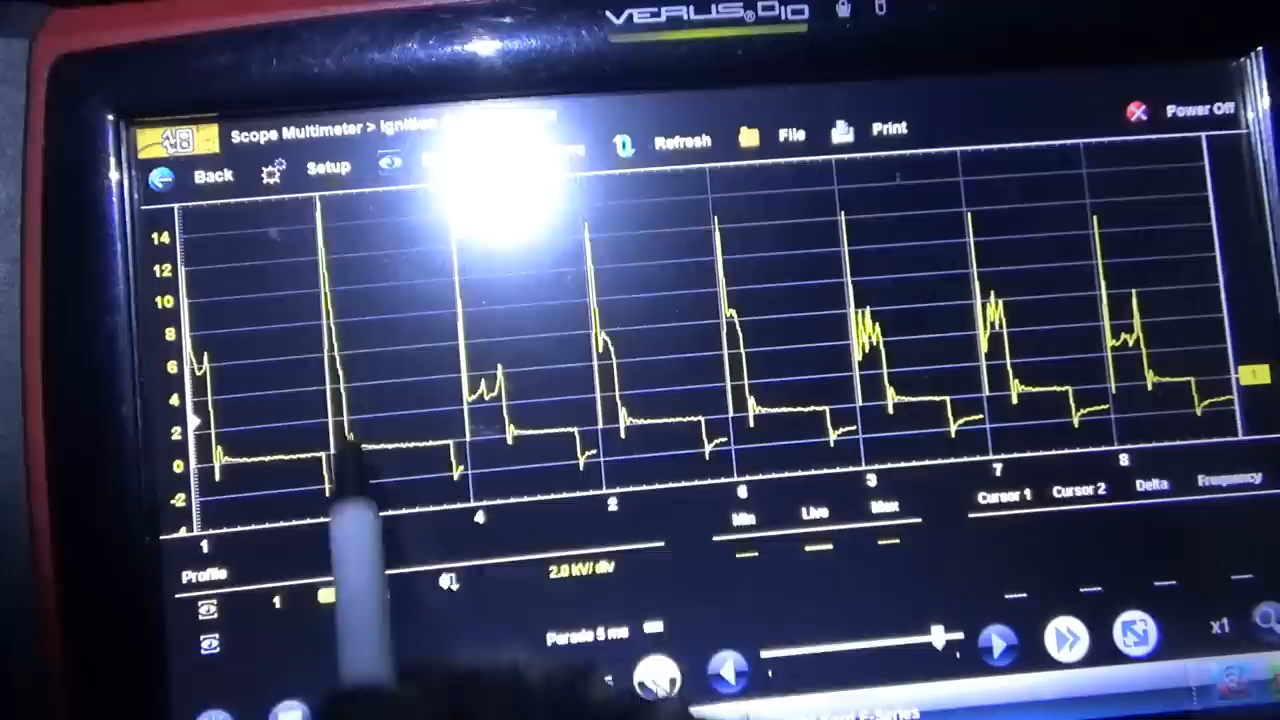 VERUS® DIO
Scope Multimeter > Ignition
Power Off
Back Setup Refresh File Print
14
12
10
8
6
4
2
0
-2
1
1 4 2 6 3 7 8
Min Live Max Cursor 1 Cursor 2 Delta Frequency
Profile
1 2.0 kV/ div
Parade 5 ms
x1